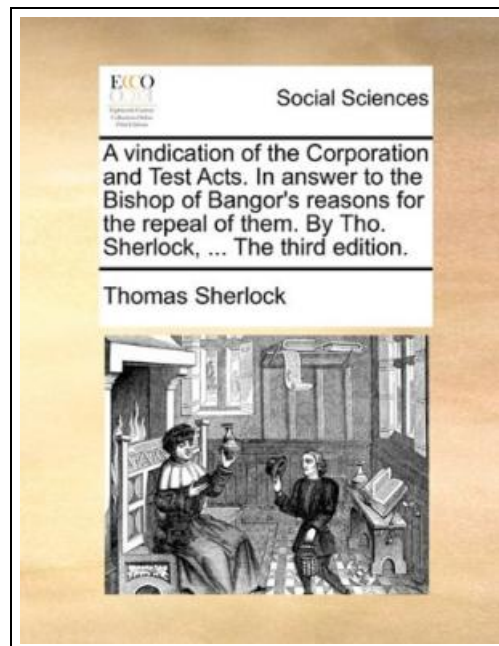 ECCO
Social Sciences
A vindication of the Corporation
and Test Acts. In answer to the
Bishop of Bangor's reasons for
the repeal of them. By Tho.
Sherlock, ... The third edition.
Thomas Sherlock